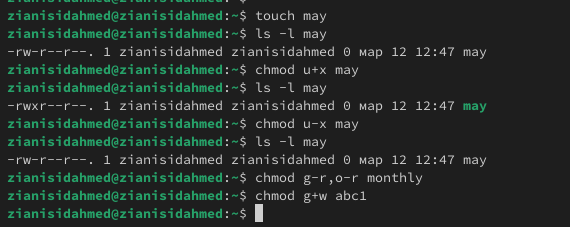 zianisidahmed@zianisidahmed:~$ touch may
zianisidahmed@zianisidahmed:~$ ls -l may
-rw-r--r--. 1 zianisidahmed zianisidahmed 0 мар 12 12:47 may
zianisidahmed@zianisidahmed:~$ chmod u+x may
zianisidahmed@zianisidahmed:~$ ls -l may
-rwxr--r--. 1 zianisidahmed zianisidahmed 0 мар 12 12:47 may
zianisidahmed@zianisidahmed:~$ chmod u-x may
zianisidahmed@zianisidahmed:~$ ls -l may
-rw-r--r--. 1 zianisidahmed zianisidahmed 0 мар 12 12:47 may
zianisidahmed@zianisidahmed:~$ chmod g-r,o-r monthly
zianisidahmed@zianisidahmed:~$ chmod g+w abc1
zianisidahmed@zianisidahmed:~$